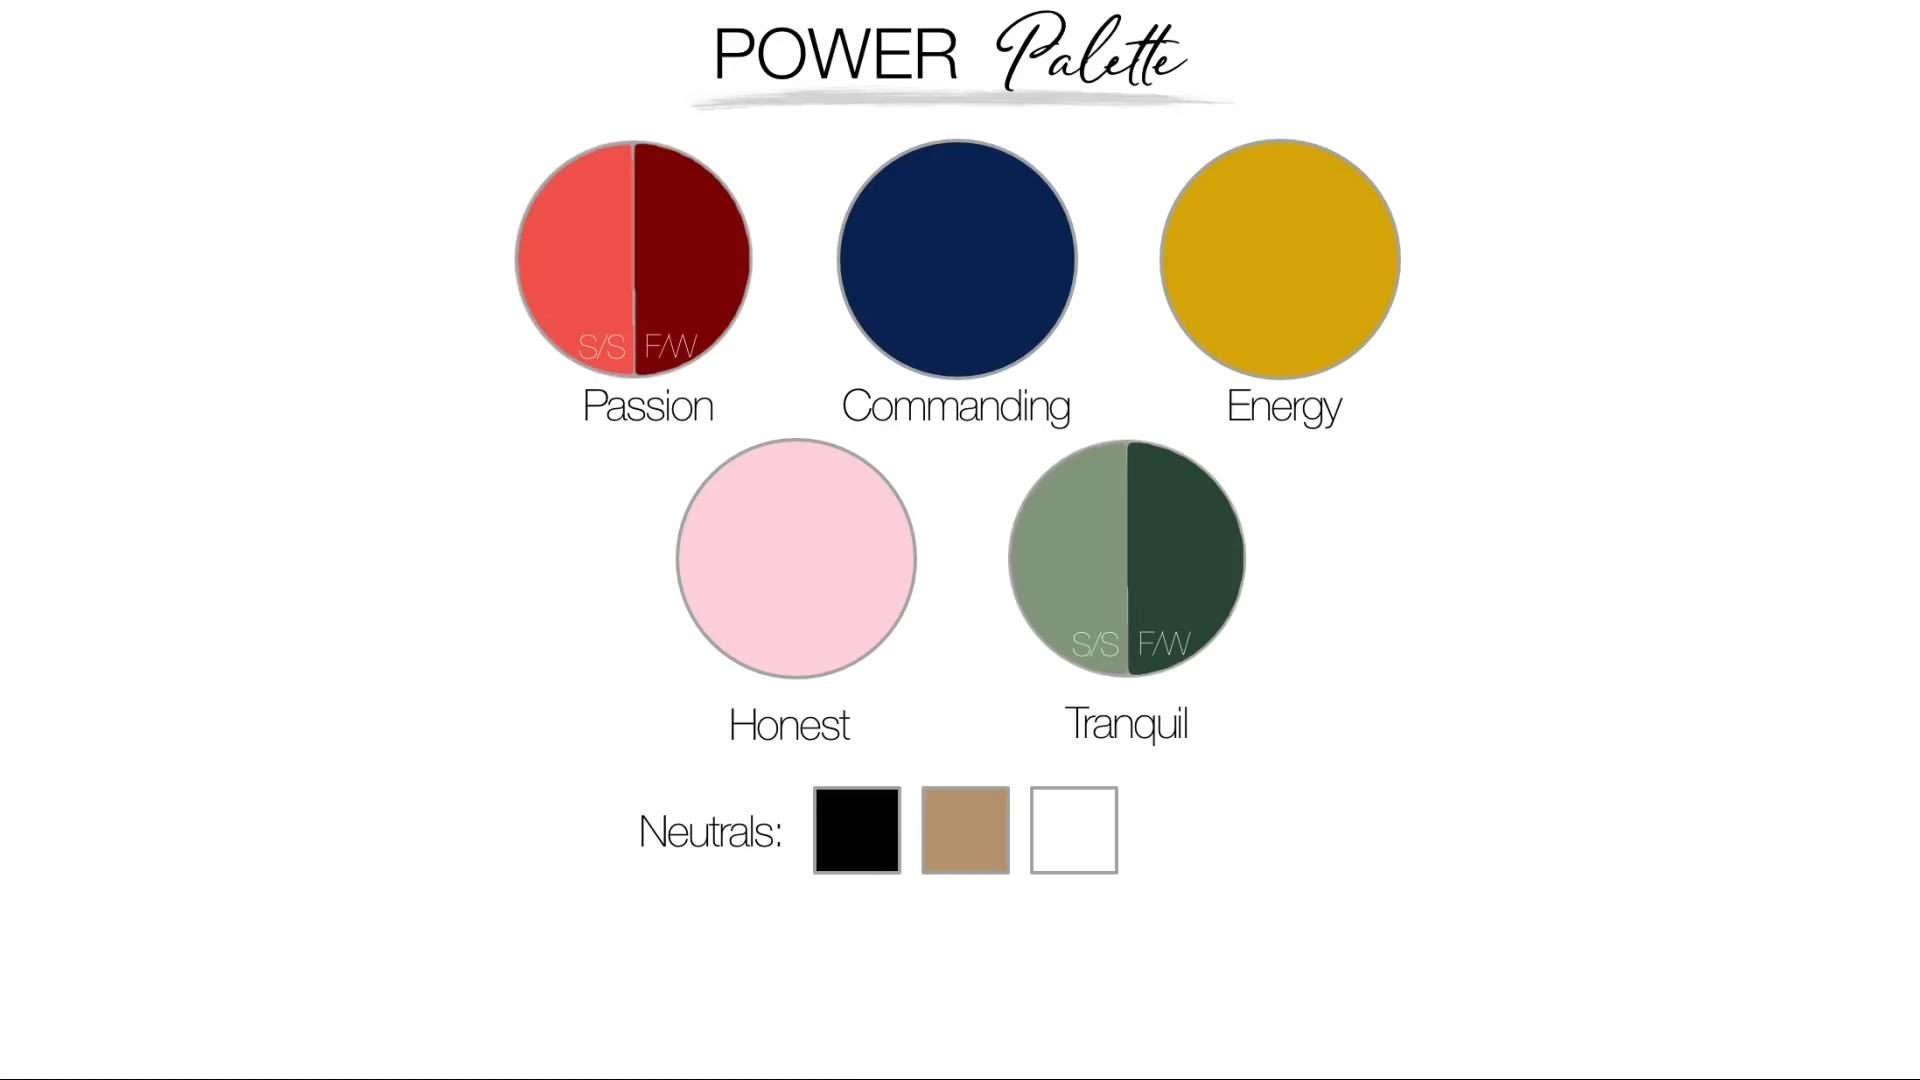 POWER Palette
S/S F/W
Passion Commanding Energy
S/S F/W
Honest Tranquil
Neutrals: